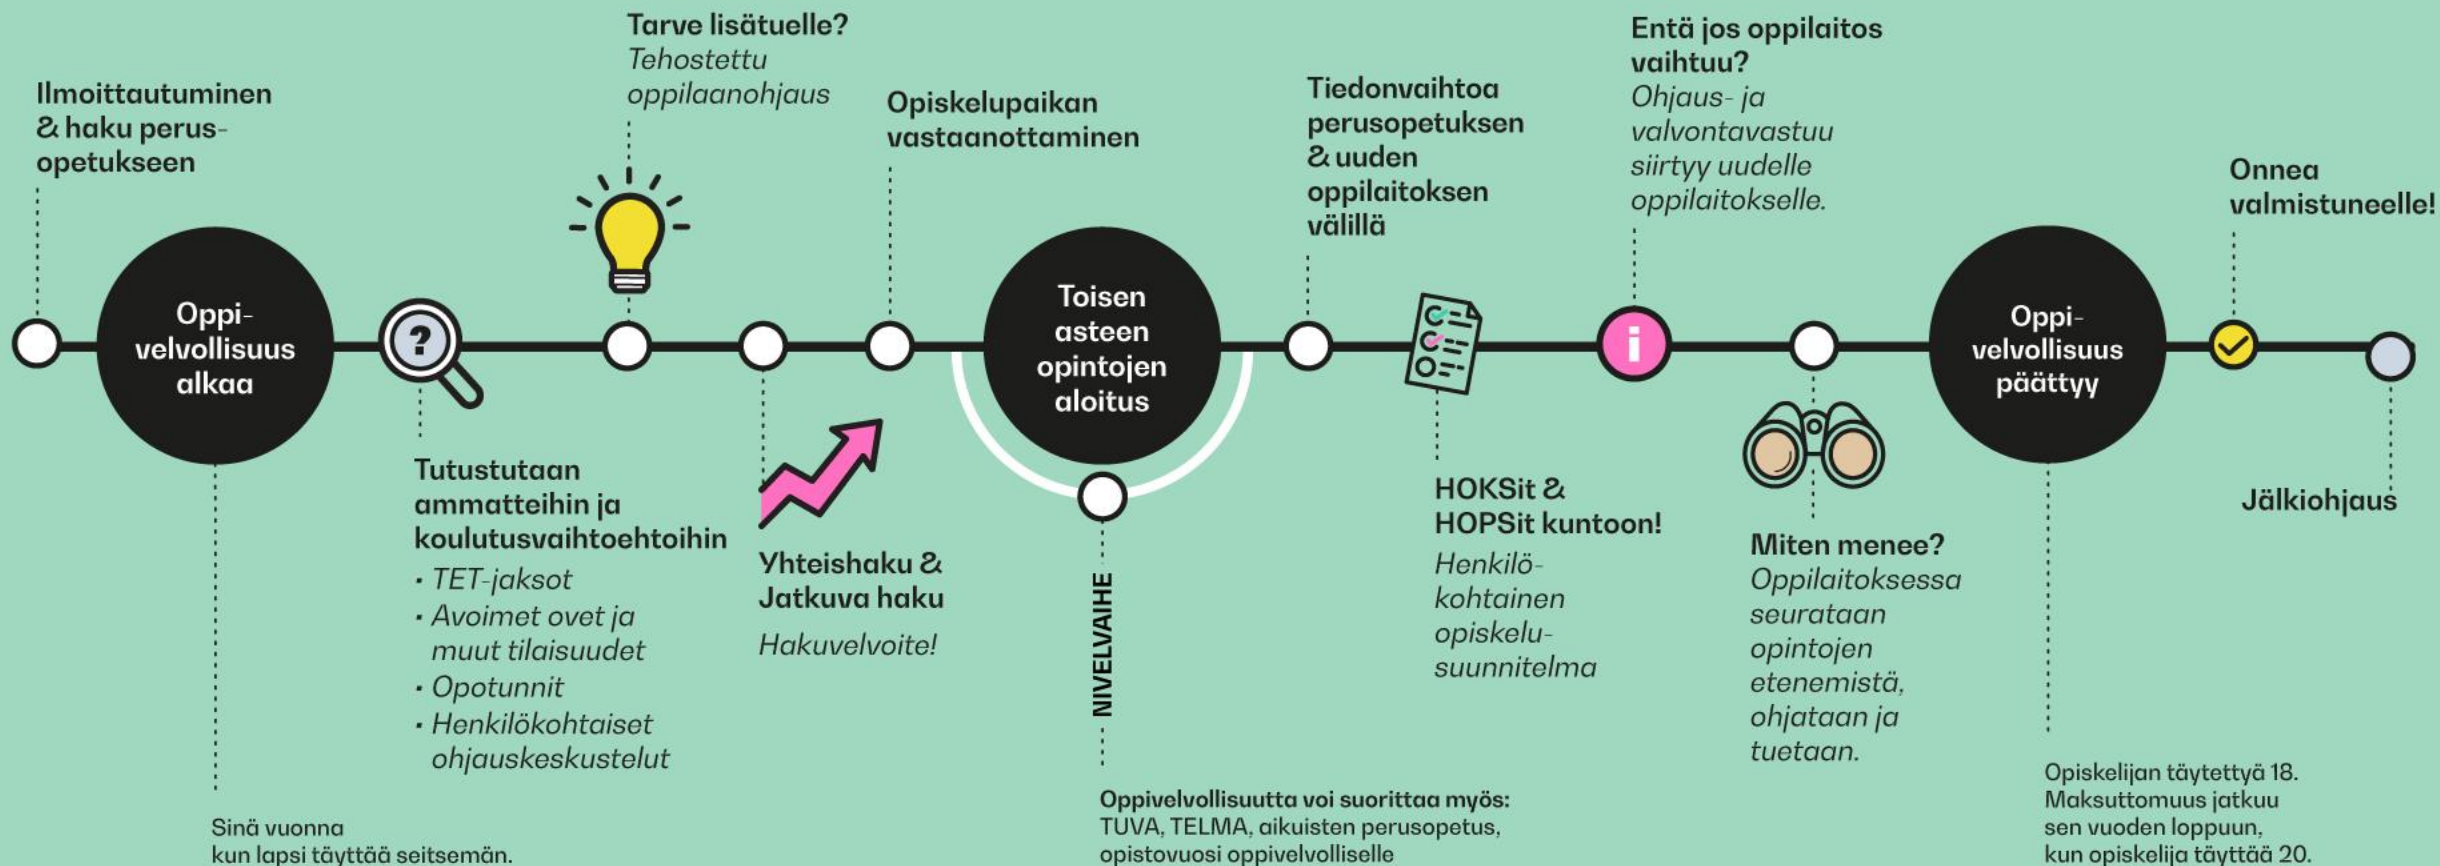 Ilmoittautuminen
& haku perus-
opetukseen
Oppi-
velvollisuus
alkaa
Sinä vuonna
kun lapsi täyttää seitsemän.
?
Tutustutaan
ammatteihin ja
koulutusvaihtoehtoihin
• TET-jaksot
• Avoimet ovet ja
muut tilaisuudet
• Opotunnit
• Henkilökohtaiset
ohjauskeskustelut
Tarve lisätuelle?
Tehostettu
oppilaanohjaus
Yhteishaku &
Jatkuva haku
Hakuvelvoite!
Opiskelupaikan
vastaanottaminen
Toisen
asteen
opintojen
aloitus
NIVELVAIHE
Oppivelvollisuutta voi suorittaa myös:
TUVA, TELMA, aikuisten perusopetus,
opistovuosi oppivelvolliselle
Tiedonvaihtoa
perusopetuksen
& uuden
oppilaitoksen
välillä
HOKSit &
HOPSit kuntoon!
Henkilö-
kohtainen
opiskelu-
suunnitelma
Entä jos oppilaitos
vaihtuu?
Ohjaus- ja
valvontavastuu
siirtyy uudelle
oppilaitokselle.
i
Miten menee?
Oppilaitoksessa
seurataan
opintojen
etenemistä,
ohjataan ja
tuetaan.
Oppi-
velvollisuus
päättyy
Opiskelijan täytettyä 18.
Maksuttomuus jatkuu
sen vuoden loppuun,
kun opiskelija täyttää 20.
Onnea
valmistuneelle!
Jälkiohjaus